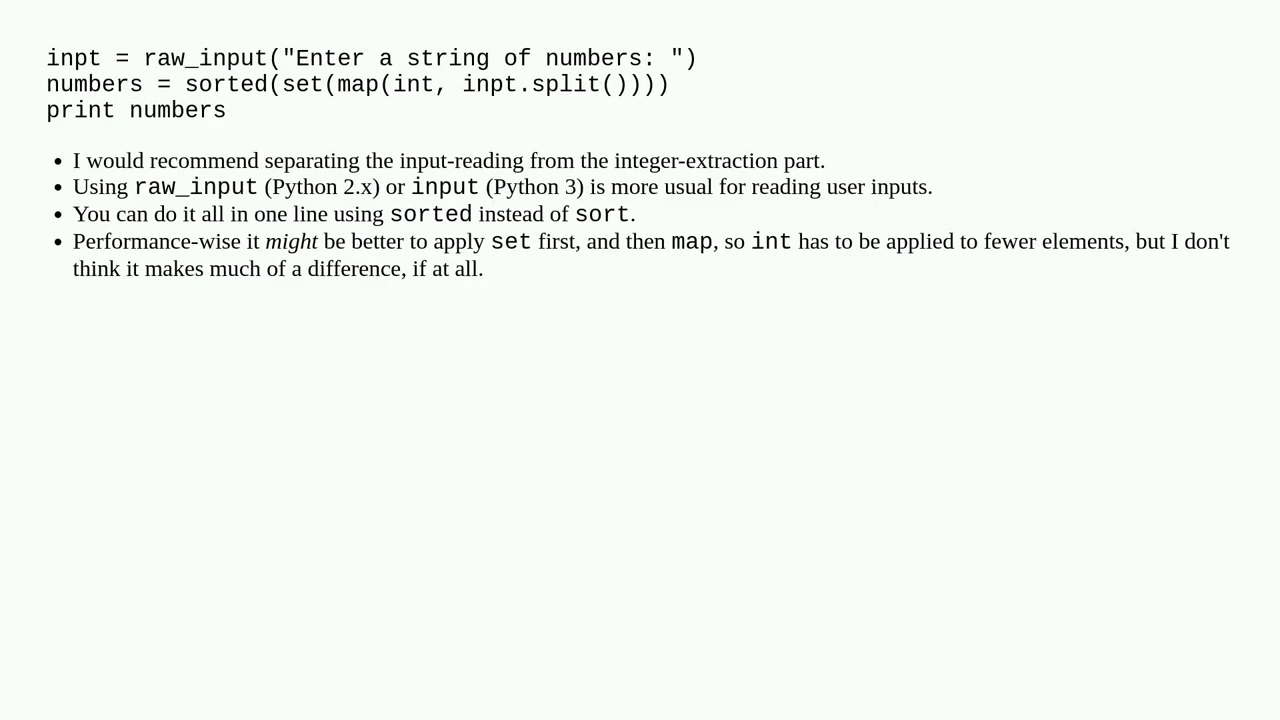 inpt = raw_input("Enter a string of numbers: ")
numbers = sorted(set(map(int, inpt.split())))
print numbers
• I would recommend separating the input-reading from the integer-extraction part.
• Using raw_input (Python 2.x) or input (Python 3) is more usual for reading user inputs.
• You can do it all in one line using sorted instead of sort.
• Performance-wise it might be better to apply set first, and then map, so int has to be applied to fewer elements, but I don't
think it makes much of a difference, if at all.